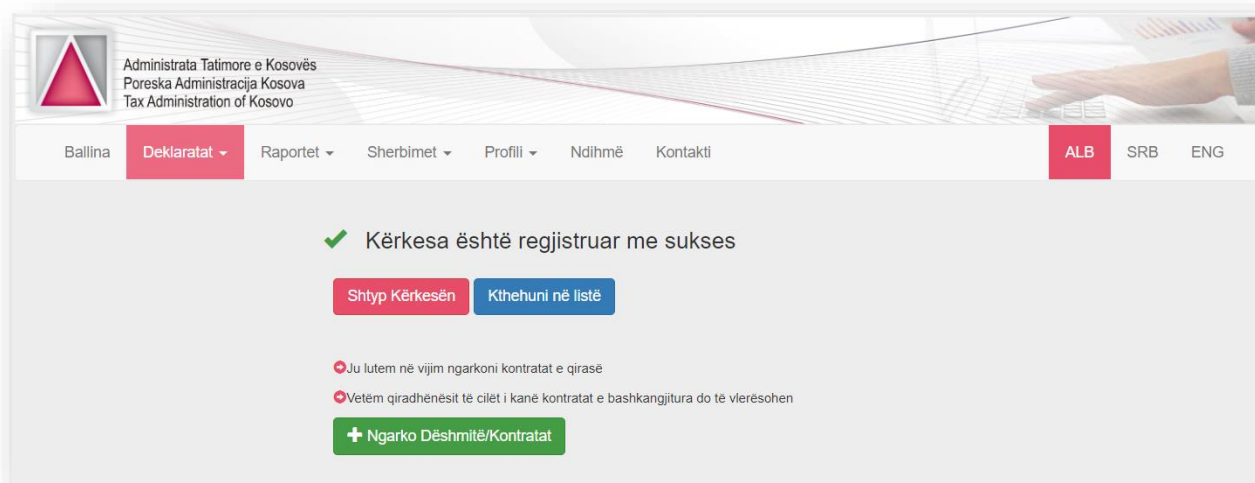 Administrata Tatimore e Kosovës
Poreska Administracija Kosova
Tax Administration of Kosovo
Ballina Deklaratat Raportet Sherbimet Profili Ndihmë Kontakti ALB SRB ENG
Kërkesa është regjistruar me sukses
Shtyp Kërkesën Kthehuni në listë
Ju lutem në vijim ngarkoni kontratat e qirasë
Vetëm qiradhënësit të cilët i kanë kontratat e bashkangjitura do të vlerësohen
Ngarko Dëshmitë/Kontratat